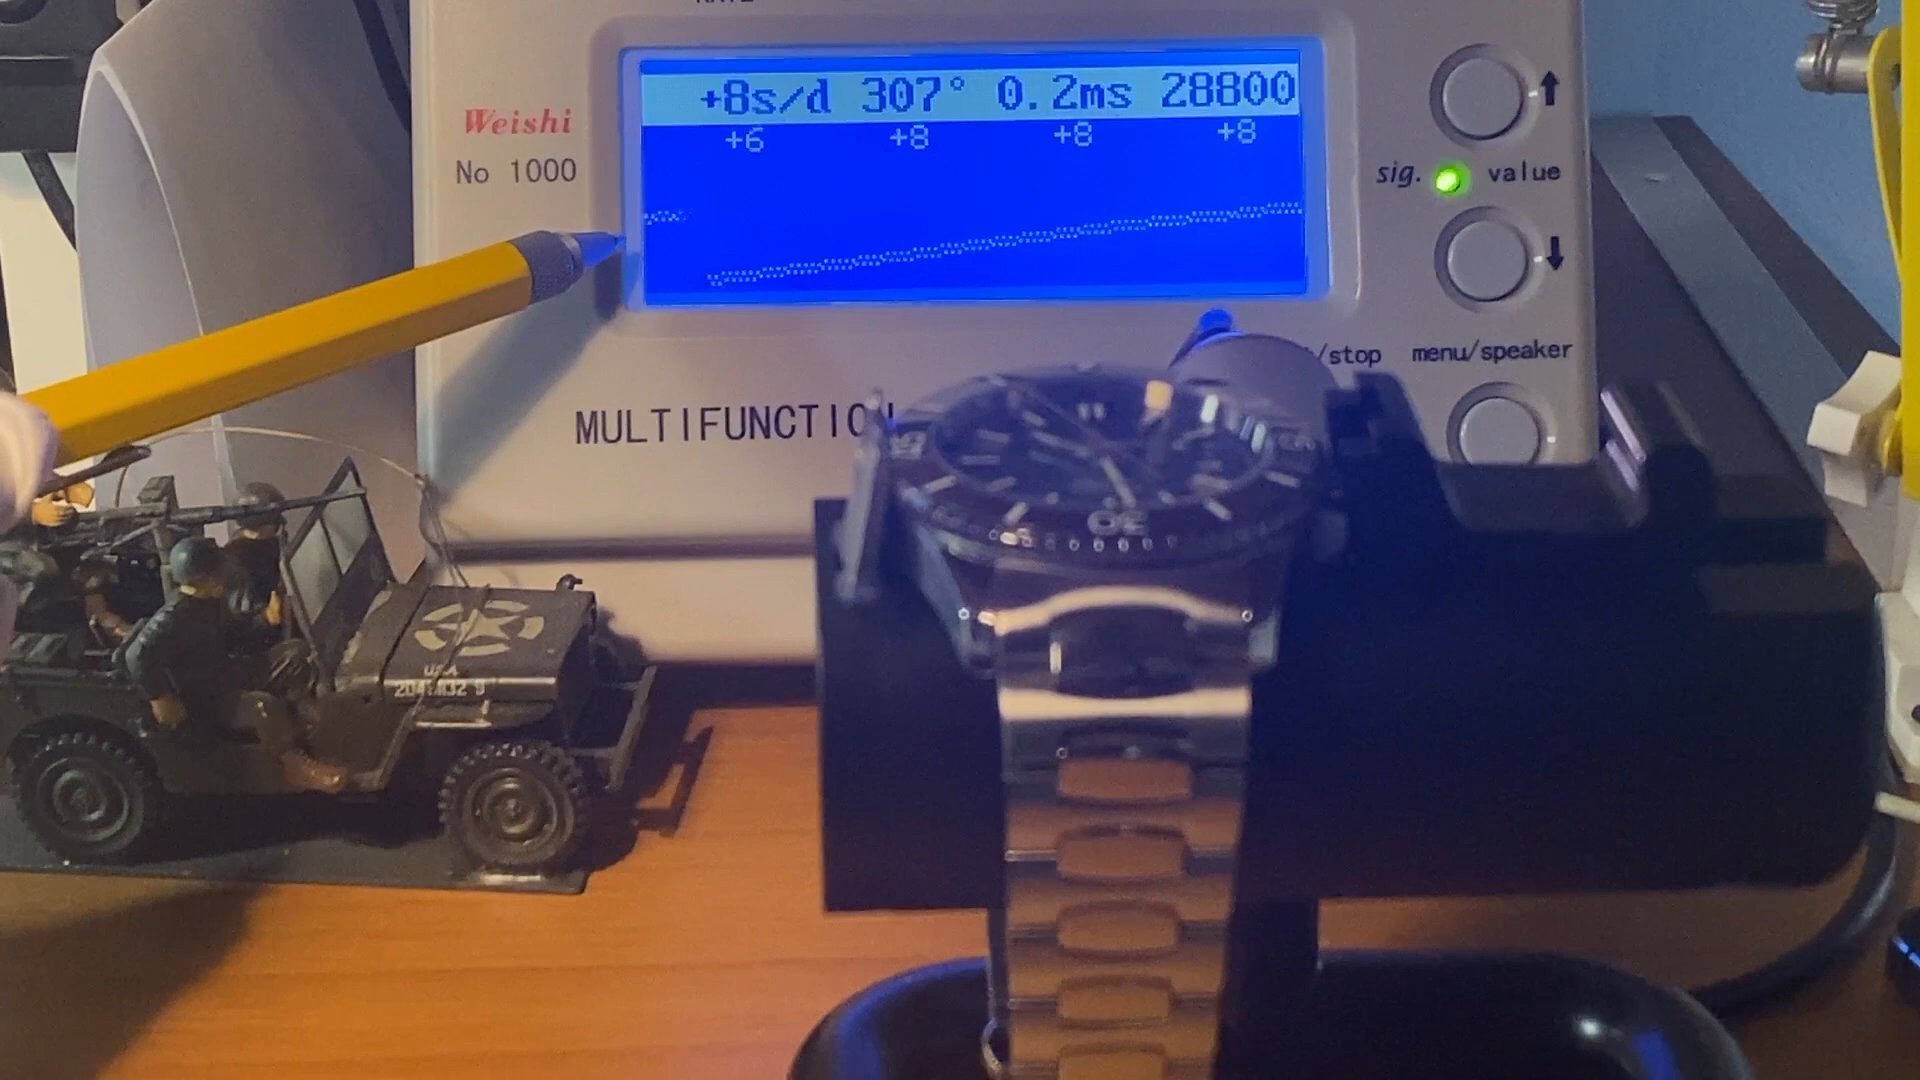 +8s/d 307° 0.2ms 28800
+6 +8 +8 +8
Weishi
No 1000
sig. value
/stop menu/speaker
MULTIFUNCTIO
30
USA